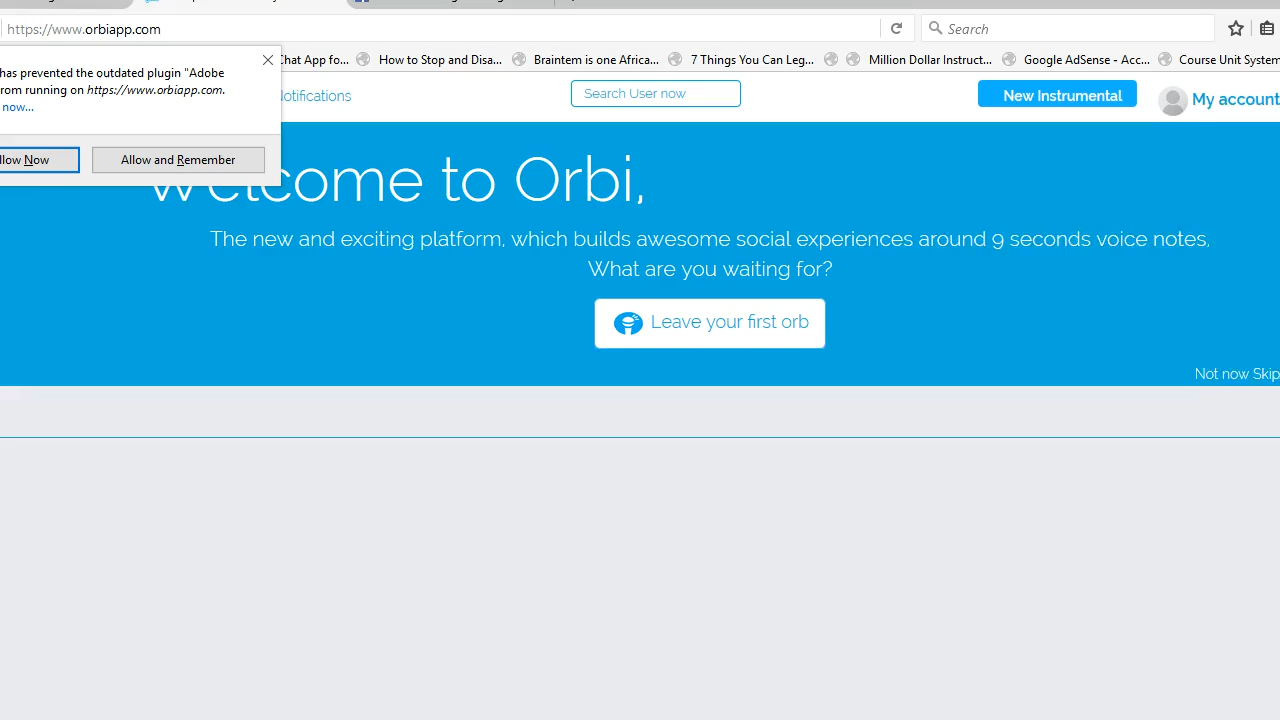 https://www.orbiapp.com
Search
Chat App fo...
How to Stop and Disa...
Braintem is one Africa...
7 Things You Can Leg...
Million Dollar Instruct...
Google AdSense - Acc...
Course Unit System
has prevented the outdated plugin "Adobe
from running on https://www.orbiapp.com.
now...
Allow Now
Allow and Remember
Notifications
Search User now
New Instrumental
My account
Welcome to Orbi,
The new and exciting platform, which builds awesome social experiences around 9 seconds voice notes,
What are you waiting for?
Leave your first orb
Not now Skip